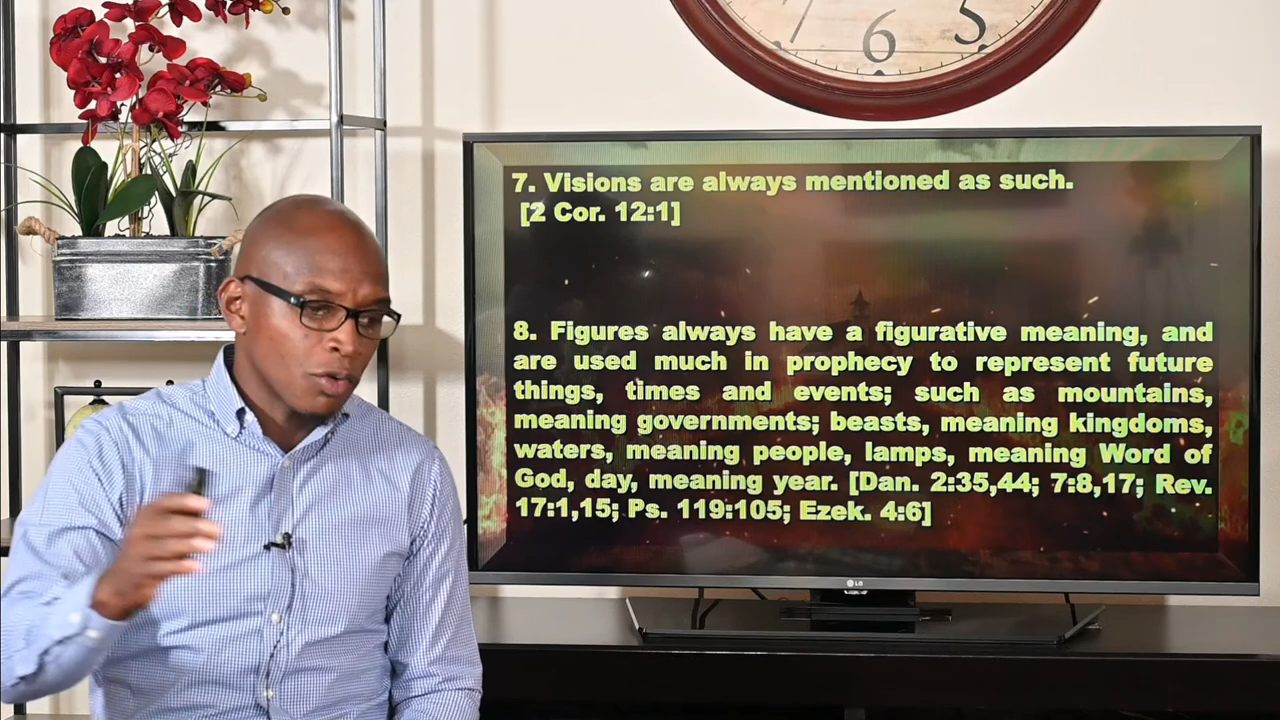 7
6
5
7. Visions are always mentioned as such.
[2 Cor. 12:1]
8. Figures always have a figurative meaning, and
are used much in prophecy to represent future
things, times and events; such as mountains,
meaning governments; beasts, meaning kingdoms,
waters, meaning people, lamps, meaning Word of
God, day, meaning year. [Dan. 2:35,44; 7:8,17; Rev.
17:1,15; Ps. 119:105; Ezek. 4:6]
LG